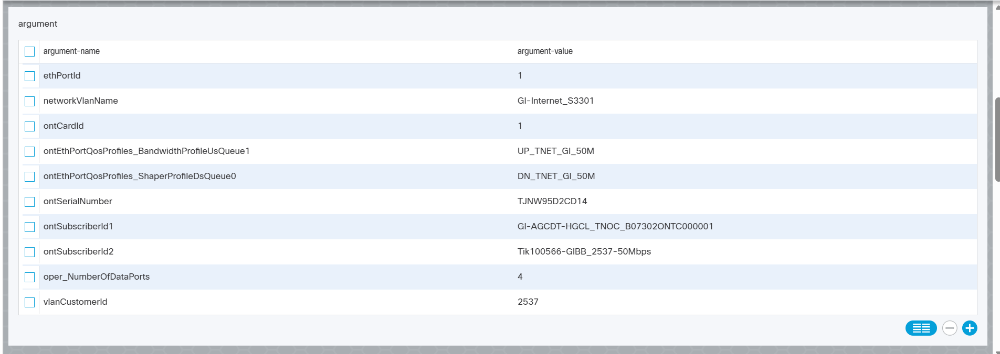 argument
argument-name argument-value
ethPortId 1
networkVlanName GI-Internet_S3301
ontCardId 1
ontEthPortQosProfiles_BandwidthProfileUsQueue1 UP_TNET_GI_50M
ontEthPortQosProfiles_ShaperProfileDsQueue0 DN_TNET_GI_50M
ontSerialNumber TJNW95D2CD14
ontSubscriberId1 GI-AGCDT-HGCL_TNOC_B07302ONTC000001
ontSubscriberId2 Tik100566-GIBB_2537-50Mbps
oper_NumberOfDataPorts 4
vlanCustomerId 2537